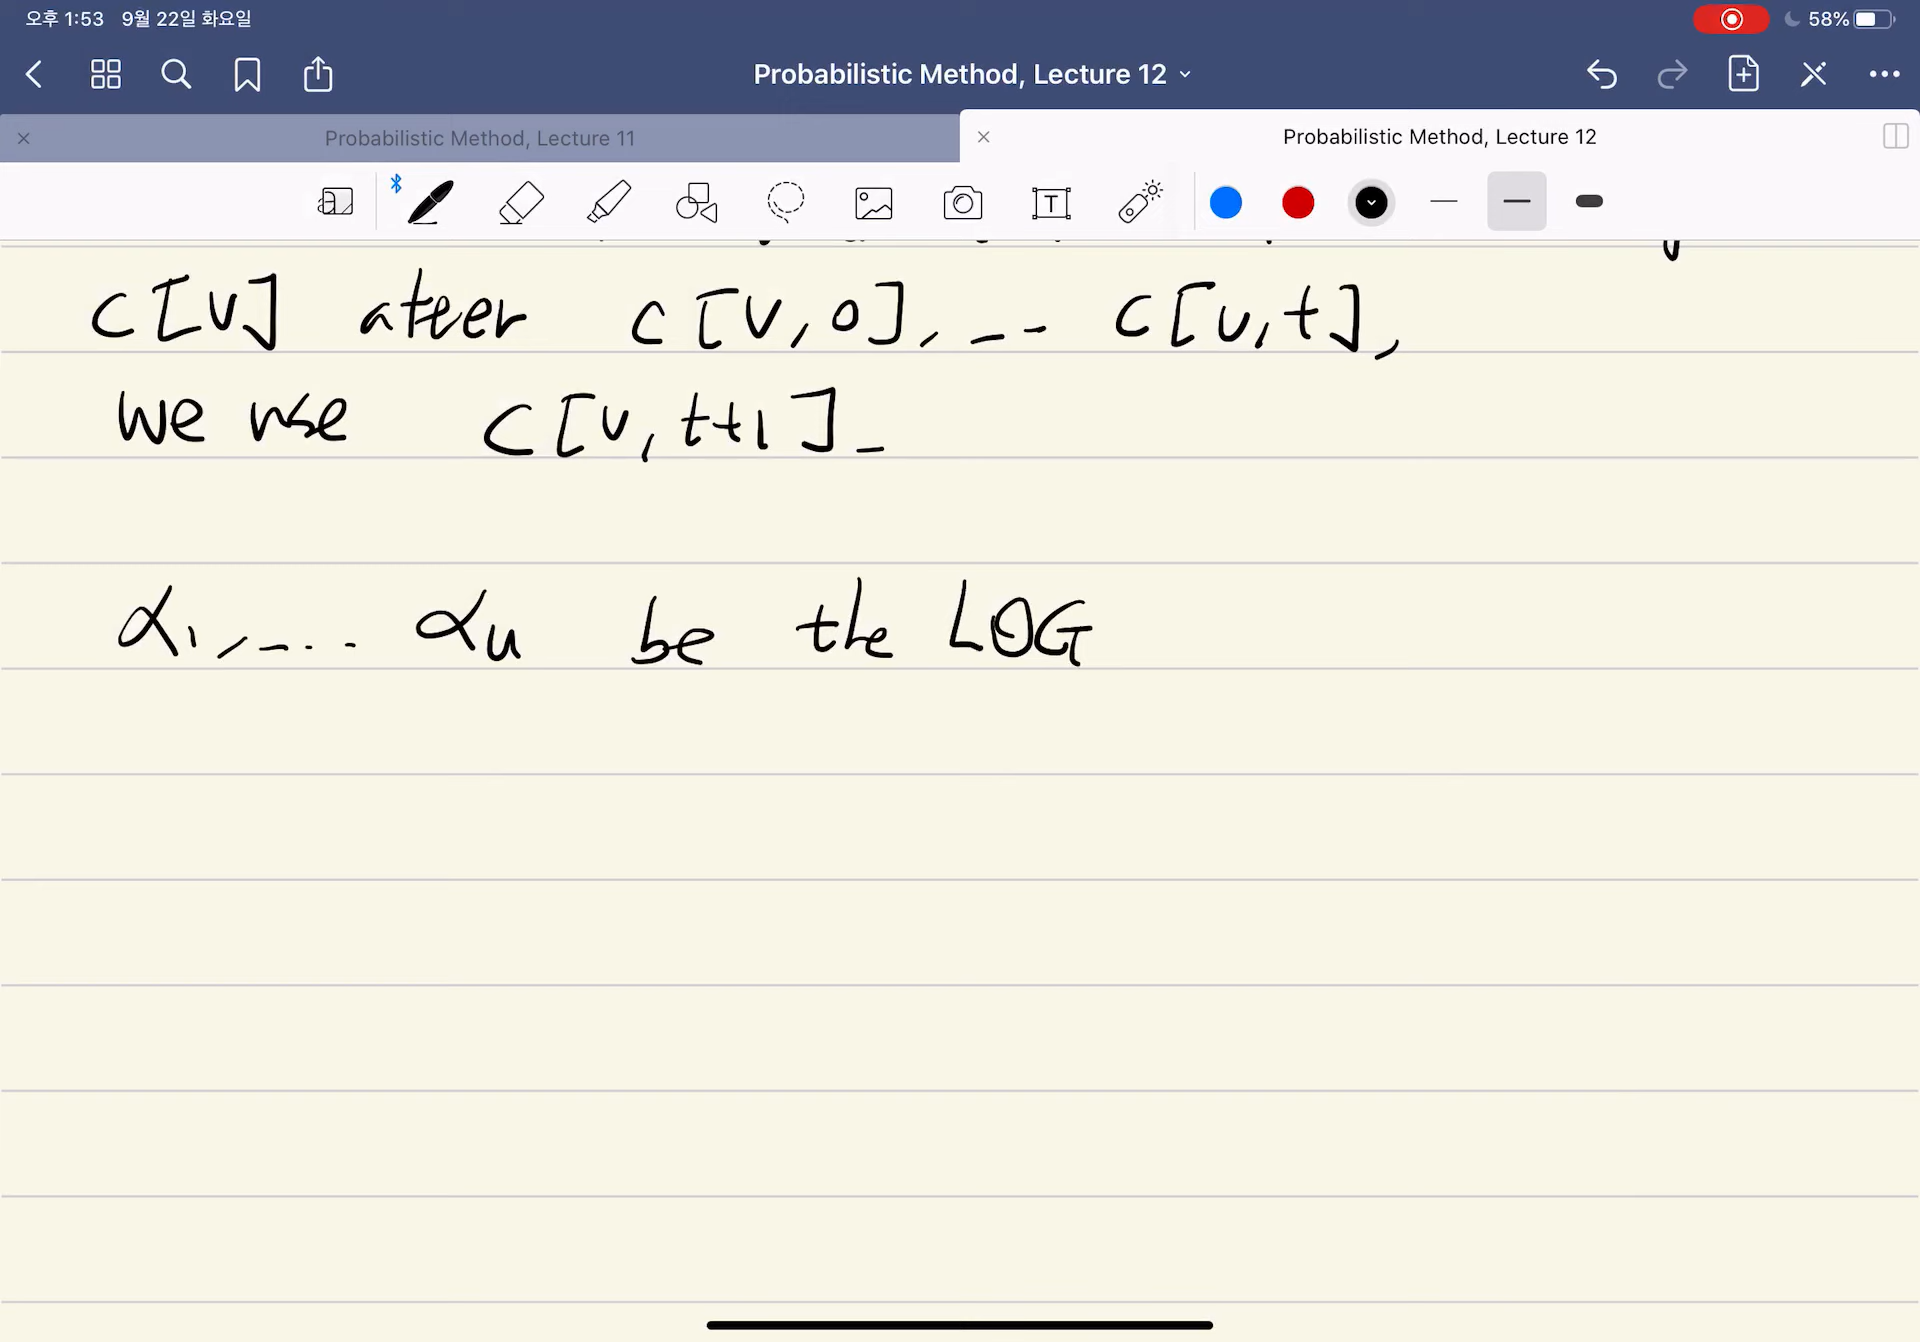 오후 1:53 9월 22일 화요일 58%
Probabilistic Method, Lecture 12
Probabilistic Method, Lecture 11
Probabilistic Method, Lecture 12
C[v] ateer C[v,0], ... C[v,t],
we use C[v,t+1].
α1, .... αu be the LOG